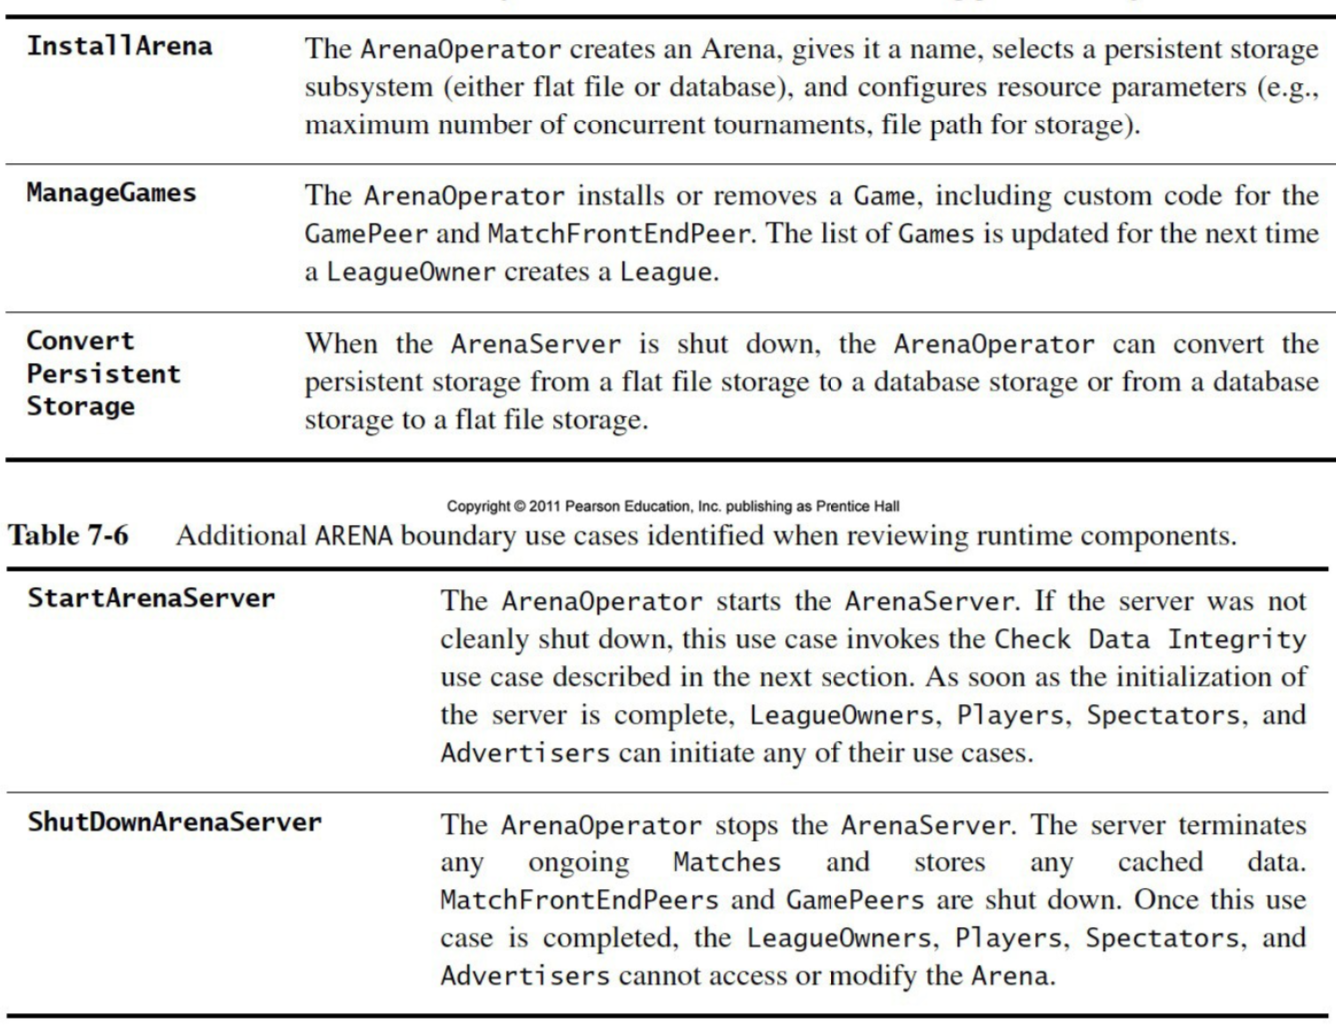 InstallArena
The ArenaOperator creates an Arena, gives it a name, selects a persistent storage
subsystem (either flat file or database), and configures resource parameters (e.g.,
maximum number of concurrent tournaments, file path for storage).
ManageGames
The ArenaOperator installs or removes a Game, including custom code for the
GamePeer and MatchFrontEndPeer. The list of Games is updated for the next time
a LeagueOwner creates a League.
Convert
Persistent
Storage
When the ArenaServer is shut down, the ArenaOperator can convert the
persistent storage from a flat file storage to a database storage or from a database
storage to a flat file storage.
Copyright © 2011 Pearson Education, Inc. publishing as Prentice Hall
Table 7-6 Additional ARENA boundary use cases identified when reviewing runtime components.
StartArenaServer
The ArenaOperator starts the ArenaServer. If the server was not
cleanly shut down, this use case invokes the Check Data Integrity
use case described in the next section. As soon as the initialization of
the server is complete, LeagueOwners, Players, Spectators, and
Advertisers can initiate any of their use cases.
ShutDownArenaServer
The ArenaOperator stops the ArenaServer. The server terminates
any ongoing Matches and stores any cached data.
MatchFrontEndPeers and GamePeers are shut down. Once this use
case is completed, the LeagueOwners, Players, Spectators, and
Advertisers cannot access or modify the Arena.